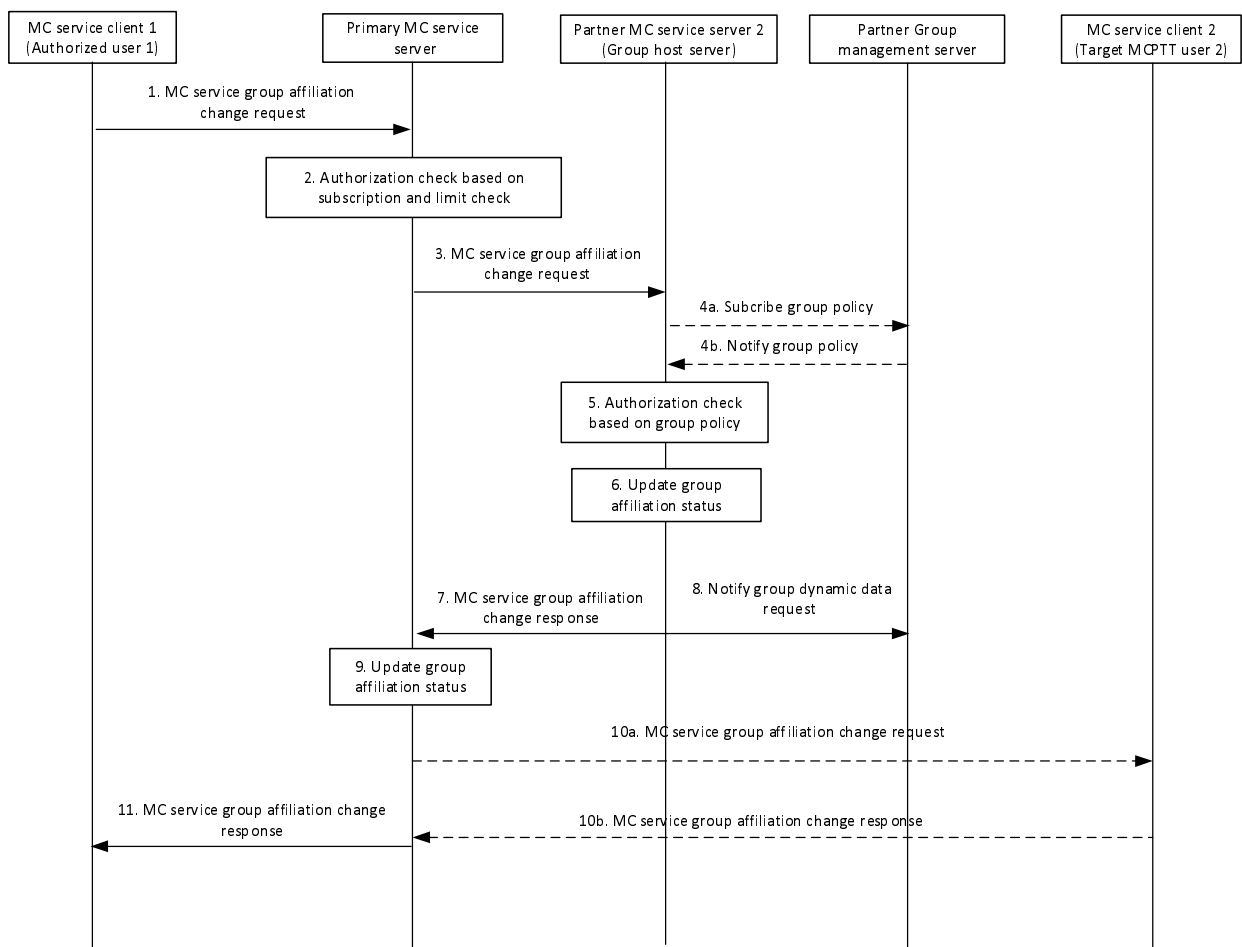 MC service client 1
(Authorized user 1)
Primary MC service
server
Partner MC service server 2
(Group host server)
Partner Group
management server
MC service client 2
(Target MCPTT user 2)
1. MC service group affiliation
change request
2. Authorization check based on
subscription and limit check
3. MC service group affiliation
change request
4a. Subcribe group policy
4b. Notify group policy
5. Authorization check
based on group policy
6. Update group
affiliation status
7. MC service group affiliation
change response
8. Notify group dynamic data
request
9. Update group
affiliation status
10a. MC service group affiliation change request
10b. MC service group affiliation change response
11. MC service group affiliation change
response